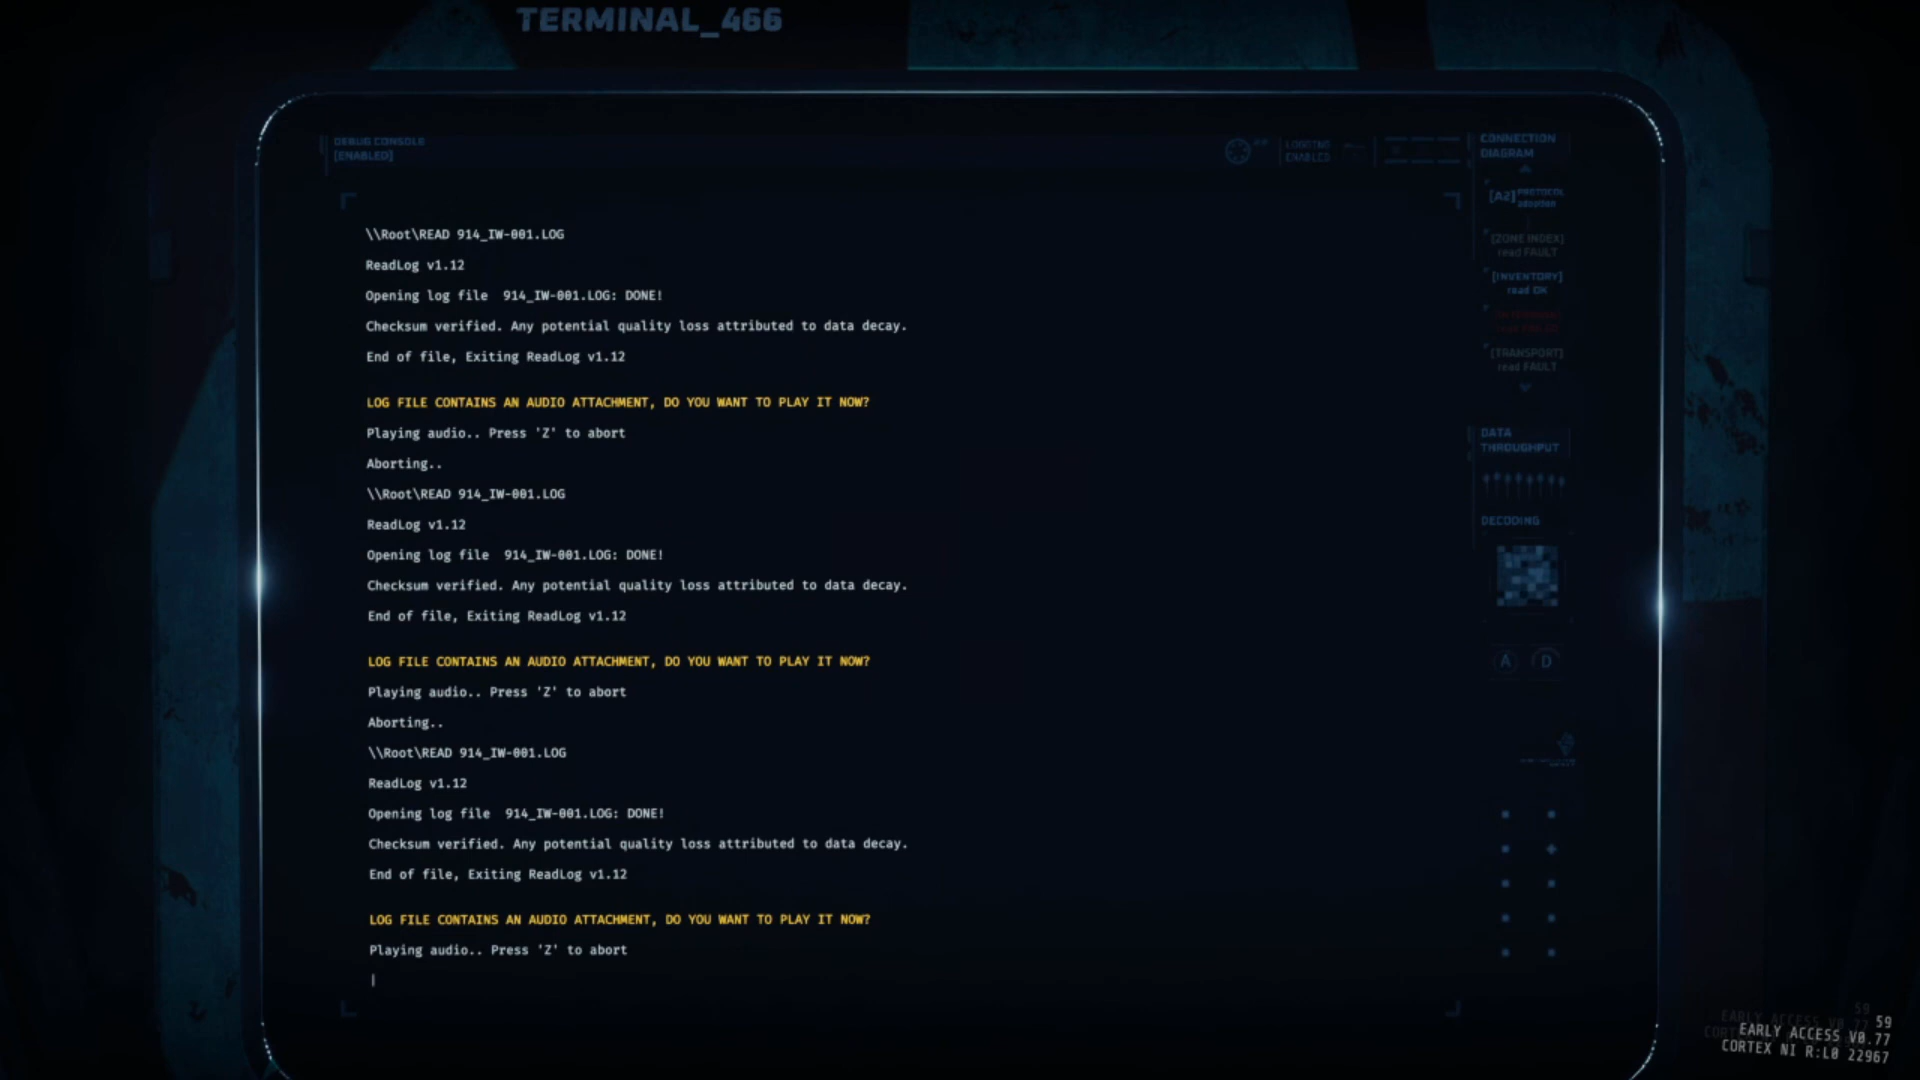 TERMINAL_466
DEBUG CONSOLE
[ENABLED]
LOGGING
ENABLED
CONNECTION
DIAGRAM
[A2] PROTOCOL
adoption
[ZONE INDEX]
read FAULT
[INVENTORY]
read OK
[TRANSPORT]
read FAULT
DATA
THROUGHPUT
DECODING
A D
\\Root\READ 914_IW-001.LOG
ReadLog v1.12
Opening log file  914_IW-001.LOG: DONE!
Checksum verified. Any potential quality loss attributed to data decay.
End of file, Exiting ReadLog v1.12
LOG FILE CONTAINS AN AUDIO ATTACHMENT, DO YOU WANT TO PLAY IT NOW?
Playing audio.. Press 'Z' to abort
Aborting..
\\Root\READ 914_IW-001.LOG
ReadLog v1.12
Opening log file  914_IW-001.LOG: DONE!
Checksum verified. Any potential quality loss attributed to data decay.
End of file, Exiting ReadLog v1.12
LOG FILE CONTAINS AN AUDIO ATTACHMENT, DO YOU WANT TO PLAY IT NOW?
Playing audio.. Press 'Z' to abort
Aborting..
\\Root\READ 914_IW-001.LOG
ReadLog v1.12
Opening log file  914_IW-001.LOG: DONE!
Checksum verified. Any potential quality loss attributed to data decay.
End of file, Exiting ReadLog v1.12
LOG FILE CONTAINS AN AUDIO ATTACHMENT, DO YOU WANT TO PLAY IT NOW?
Playing audio.. Press 'Z' to abort
59
EARLY ACCESS V0.77
CORTEX NI R:L0 22967